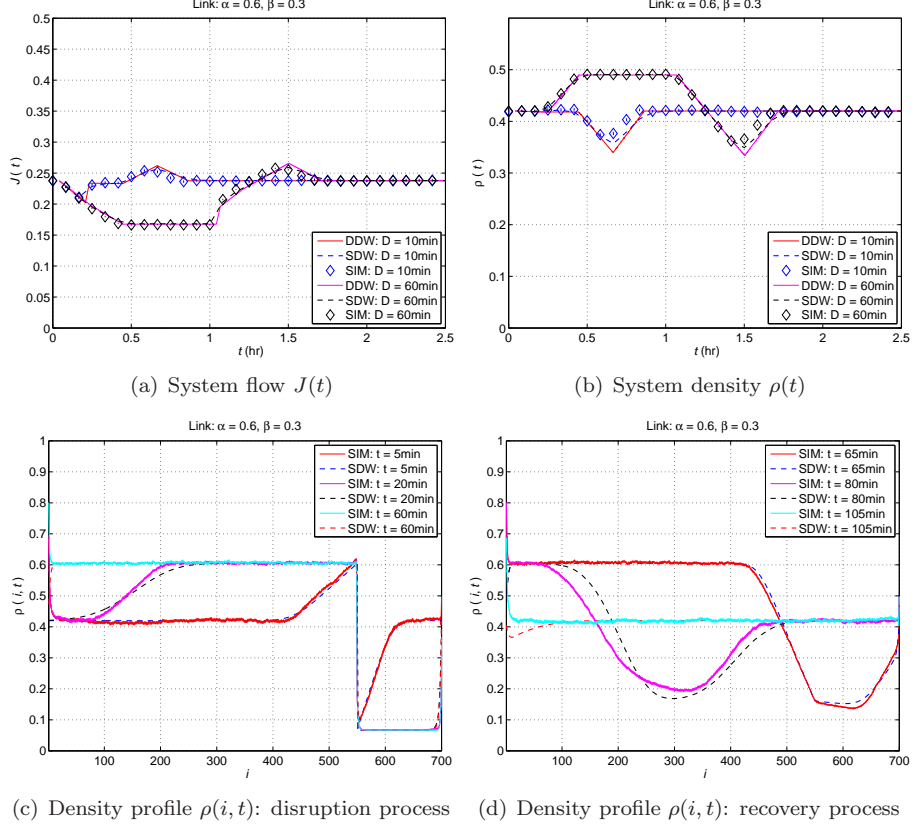 Link: α = 0.6, β = 0.3
0.5
0.45
0.4
0.35
0.3
0.25
0.2
0.15
0.1
0.05
0
J ( t )
0
0.5
1
1.5
2
2.5
t (hr)
DDW: D = 10min
SDW: D = 10min
SIM: D = 10min
DDW: D = 60min
SDW: D = 60min
SIM: D = 60min
(a) System flow J(t)
Link: α = 0.6, β = 0.3
0.5
0.4
0.3
0.2
0.1
0
ρ ( t )
0
0.5
1
1.5
2
2.5
t (hr)
DDW: D = 10min
SDW: D = 10min
SIM: D = 10min
DDW: D = 60min
SDW: D = 60min
SIM: D = 60min
(b) System density ρ(t)
Link: α = 0.6, β = 0.3
1
0.9
0.8
0.7
0.6
0.5
0.4
0.3
0.2
0.1
0
ρ ( i, t )
100
200
300
400
500
600
700
i
SIM: t = 5min
SDW: t = 5min
SIM: t = 20min
SDW: t = 20min
SIM: t = 60min
SDW: t = 60min
(c) Density profile ρ(i, t): disruption process
Link: α = 0.6, β = 0.3
1
0.9
0.8
0.7
0.6
0.5
0.4
0.3
0.2
0.1
0
ρ ( i, t )
100
200
300
400
500
600
700
i
SIM: t = 65min
SDW: t = 65min
SIM: t = 80min
SDW: t = 80min
SIM: t = 105min
SDW: t = 105min
(d) Density profile ρ(i, t): recovery process